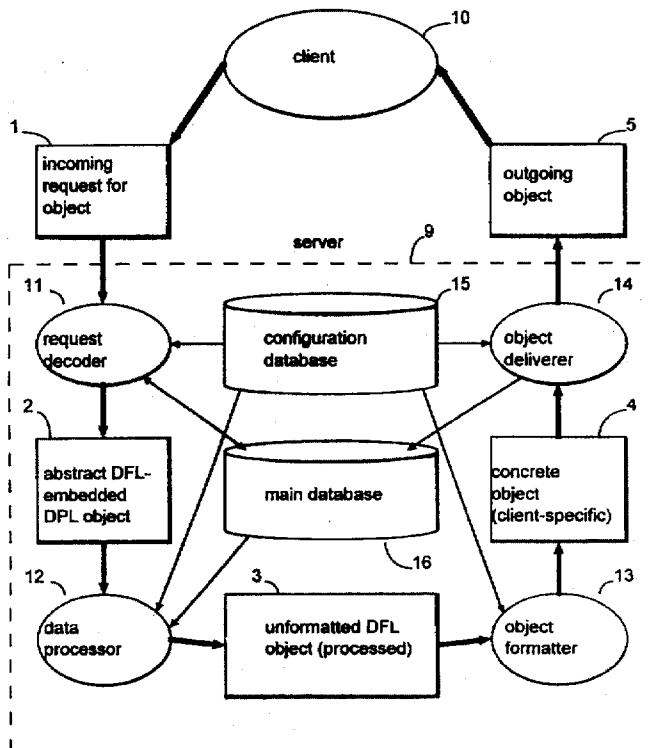 10
client
1
incoming
request for
object
5
outgoing
object
server
9
11
request
decoder
15
configuration
database
14
object
deliverer
2
abstract DFL-
embedded
DPL object
main database
16
4
concrete
object
(client-specific)
12
data
processor
3
unformatted DFL
object (processed)
13
object
formatter